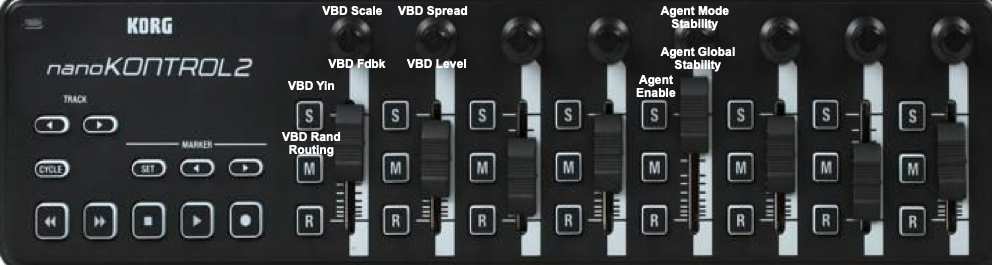 VBD Scale
VBD Spread
Agent Mode
Stability
KORG
nanoKONTROL2
VBD Fdbk
VBD Level
Agent Global
Stability
TRACK
VBD Yin
Agent
Enable
S S S S S S S S
VBD Rand
Routing
MARKER
CYCLE
SET
M M M M M M M M
R R R R R R R R